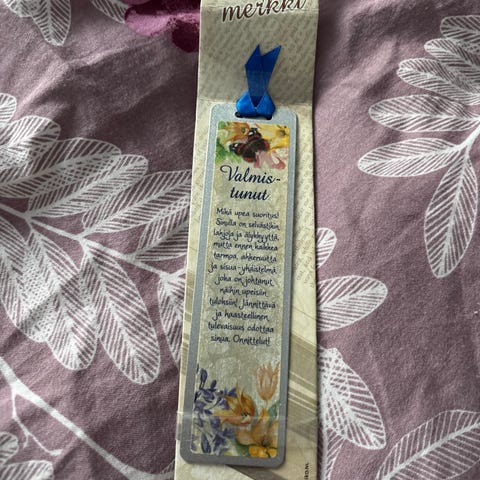 merkki
Valmis-
tunut
Mikä upea suoritus!
Sinulla on selvästikin
lahjoja ja älykkyyttä,
mutta ennen kaikkea
tarmoa, ahkeruutta
ja sisua -yhdistelmä
joka on johtanut
näihin upeisiin
tuloksiin! Jännittävä
ja haasteellinen
tulevaisuus odottaa
sinua. Onnittelut!